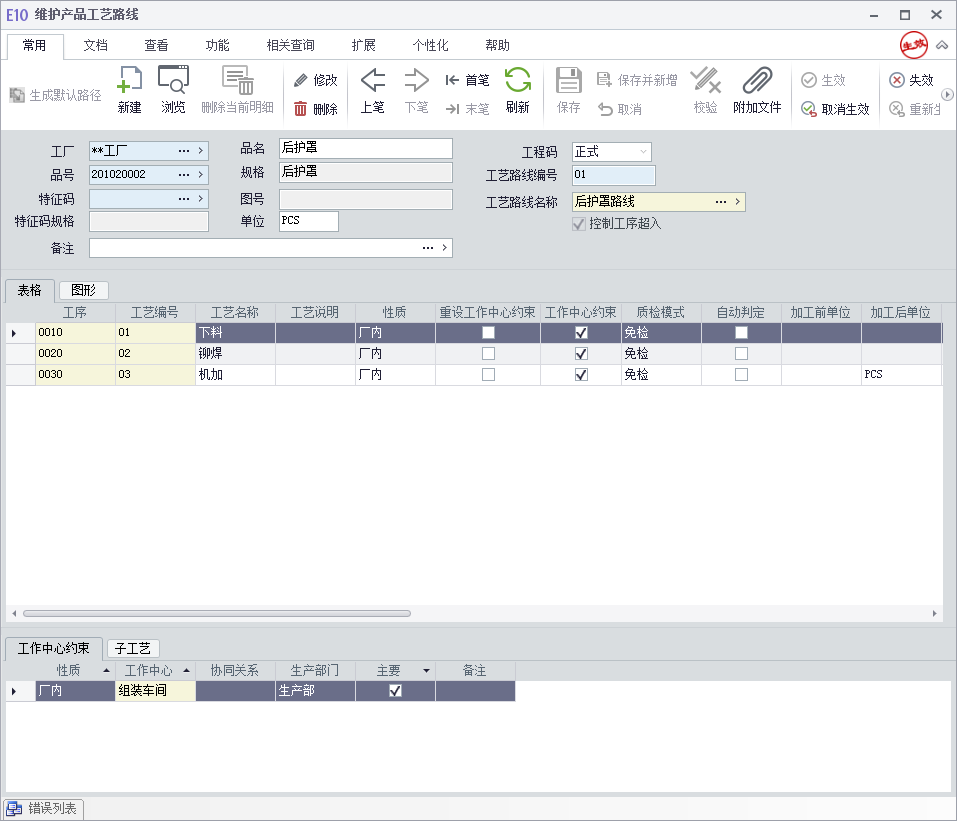 E10 维护产品工艺路线
常用 文档 查看 功能 相关查询 扩展 个性化 帮助 生效
生成默认路径 新建 浏览 删除当前明细 修改 删除 上笔 下笔 首笔 末笔 刷新 保存 保存并新增 取消 校验 附加文件 生效 取消生效 失效 重新生
工厂 **工厂 ··· 品名 后护罩 工程码 正式
品号 201020002 ··· 规格 后护罩 工艺路线编号 01
特征码 ··· 图号 工艺路线名称 后护罩路线 ···
特征码规格 单位 PCS 控制工序超入
备注 ···
表格 图形
工序 工艺编号 工艺名称 工艺说明 性质 重设工作中心约束 工作中心约束 质检模式 自动判定 加工前单位 加工后单位
0010 01 下料 厂内 免检
0020 02 铆焊 厂内 免检
0030 03 机加 厂内 免检 PCS
工作中心约束 子工艺
性质 工作中心 协同关系 生产部门 主要 备注
厂内 组装车间 生产部
错误列表